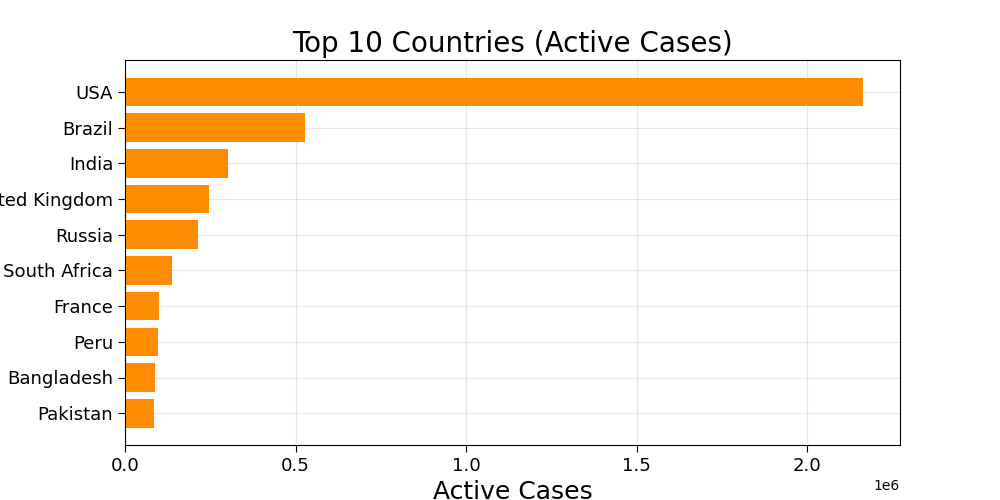 Top 10 Countries (Active Cases)
USA
Brazil
India
ted Kingdom
Russia
South Africa
France
Peru
Bangladesh
Pakistan
0.0 0.5 1.0 1.5 2.0
1e6
Active Cases